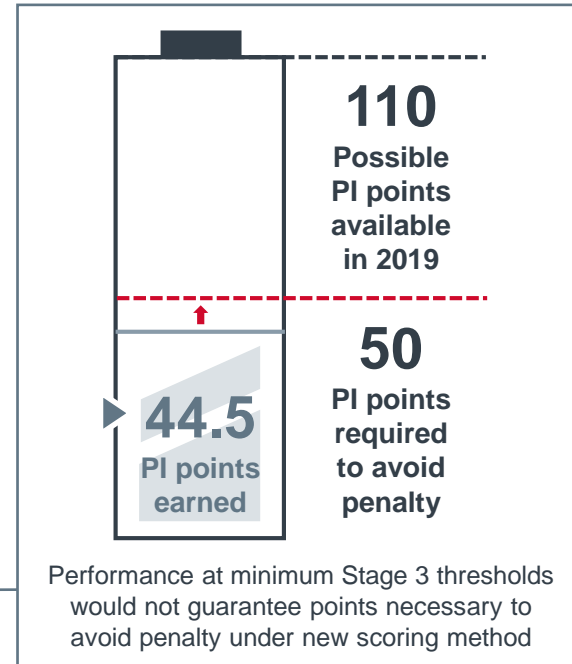 110
Possible
PI points
available
in 2019
50
PI points
required
to avoid
penalty
44.5
PI points
earned
Performance at minimum Stage 3 thresholds
would not guarantee points necessary to
avoid penalty under new scoring method